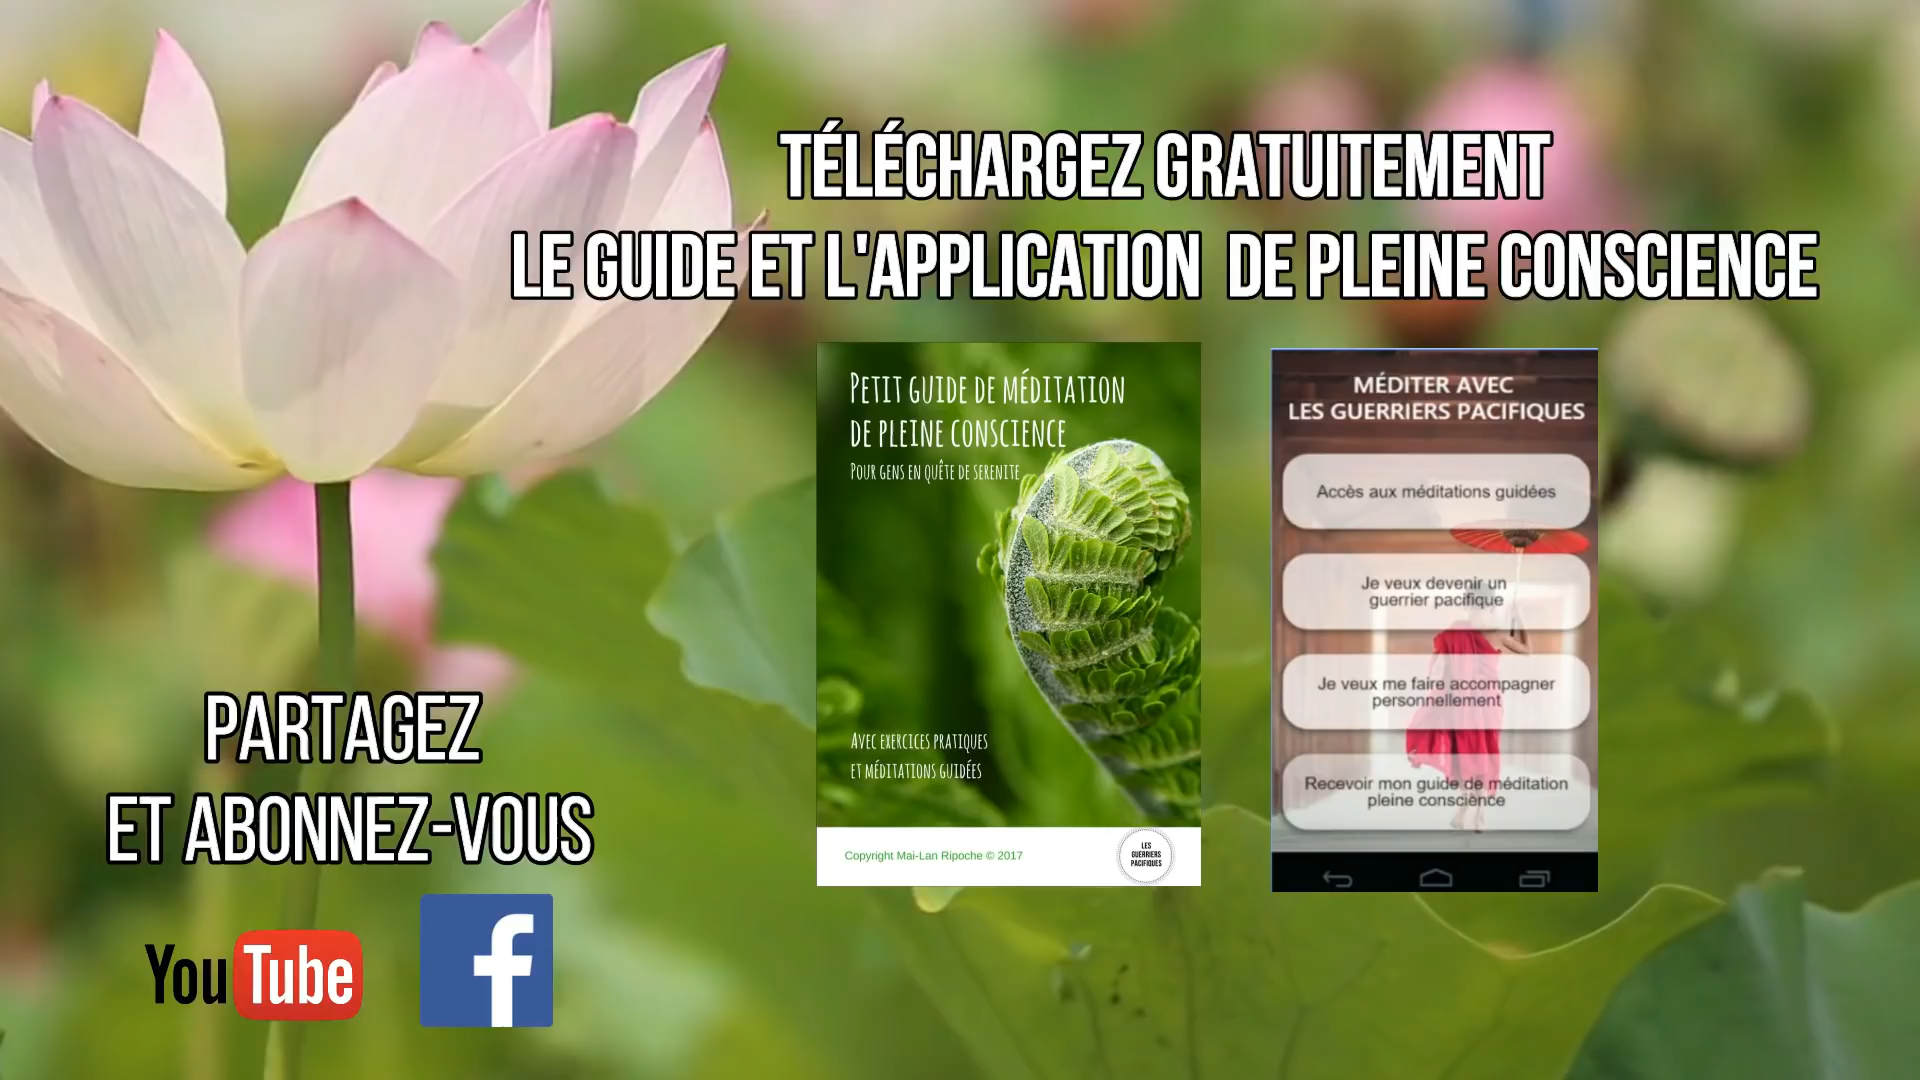 TÉLÉCHARGEZ GRATUITEMENT
LE GUIDE ET L'APPLICATION DE PLEINE CONSCIENCE
PETIT GUIDE DE MÉDITATION
DE PLEINE CONSCIENCE
POUR GENS EN QUÊTE DE SERENITE
AVEC EXERCICES PRATIQUES
ET MÉDITATIONS GUIDÉES
Copyright Mai-Lan Ripoche © 2017
LES
GUERRIERS
PACIFIQUES
MÉDITER AVEC
LES GUERRIERS PACIFIQUES
Accès aux méditations guidées
Je veux devenir un
guerrier pacifique
Je veux me faire accompagner
personnellement
Recevoir mon guide de méditation
pleine conscience
PARTAGEZ
ET ABONNEZ-VOUS
YouTube
f